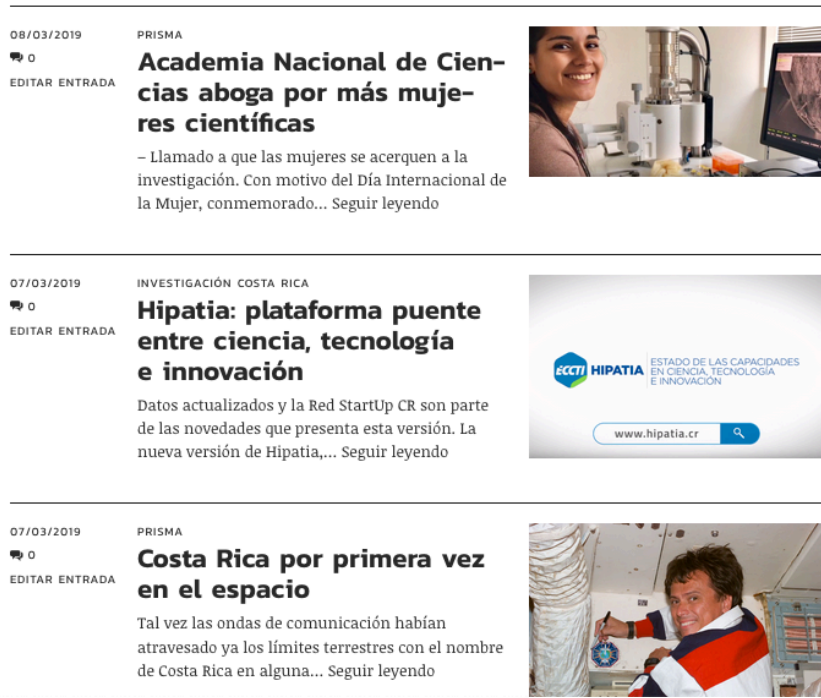 08/03/2019
0
EDITAR ENTRADA
PRISMA
Academia Nacional de Cien-
cias aboga por más muje-
res científicas
– Llamado a que las mujeres se acerquen a la
investigación. Con motivo del Día Internacional de
la Mujer, conmemorado… Seguir leyendo
07/03/2019
0
EDITAR ENTRADA
INVESTIGACIÓN COSTA RICA
Hipatia: plataforma puente
entre ciencia, tecnología
e innovación
Datos actualizados y la Red StartUp CR son parte
de las novedades que presenta esta versión. La
nueva versión de Hipatia,… Seguir leyendo
ECCTI HIPATIA
ESTADO DE LAS CAPACIDADES
EN CIENCIA, TECNOLOGÍA
E INNOVACIÓN
www.hipatia.cr
07/03/2019
0
EDITAR ENTRADA
PRISMA
Costa Rica por primera vez
en el espacio
Tal vez las ondas de comunicación habían
atravesado ya los límites terrestres con el nombre
de Costa Rica en alguna… Seguir leyendo